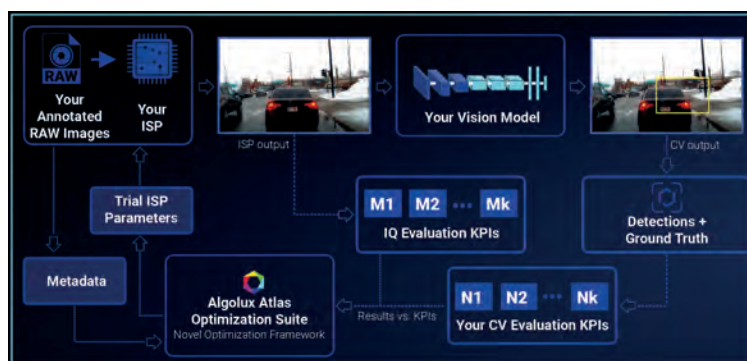 RAW
Your
Annotated
RAW Images
Your
ISP
ISP output
Your Vision Model
CV output
Trial ISP
Parameters
M1 M2 ••• Mk
IQ Evaluation KPIs
Detections +
Ground Truth
Metadata
Algolux Atlas
Optimization Suite
Novel Optimization Framework
Results vs. KPIs
N1 N2 ••• Nk
Your CV Evaluation KPIs